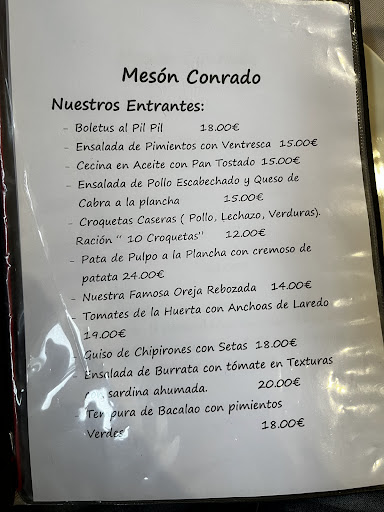 Mesón Conrado
Nuestros Entrantes:
- Boletus al Pil Pil 18.00€
- Ensalada de Pimientos con Ventresca 15.00€
- Cecina en Aceite con Pan Tostado 15.00€
- Ensalada de Pollo Escabechado y Queso de
Cabra a la plancha 15.00€
- Croquetas Caseras ( Pollo, Lechazo, Verduras).
Ración " 10 Croquetas" 12.00€
- Pata de Pulpo a la Plancha con cremoso de
patata 24.00€
- Nuestra Famosa Oreja Rebozada 14.00€
- Tomates de la Huerta con Anchoas de Laredo
19.00€
- Guiso de Chipirones con Setas 18.00€
- Ensalada de Burrata con tómate en Texturas
sardina ahumada. 20.00€
- Tempura de Bacalao con pimientos
Verdes 18.00€